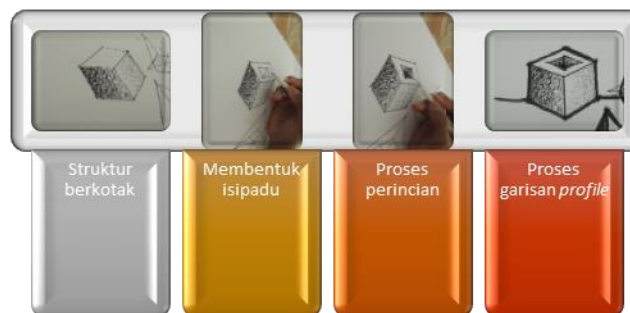 Struktur
berkotak
Membentuk
isipadu
Proses
perincian
Proses
garisan profile